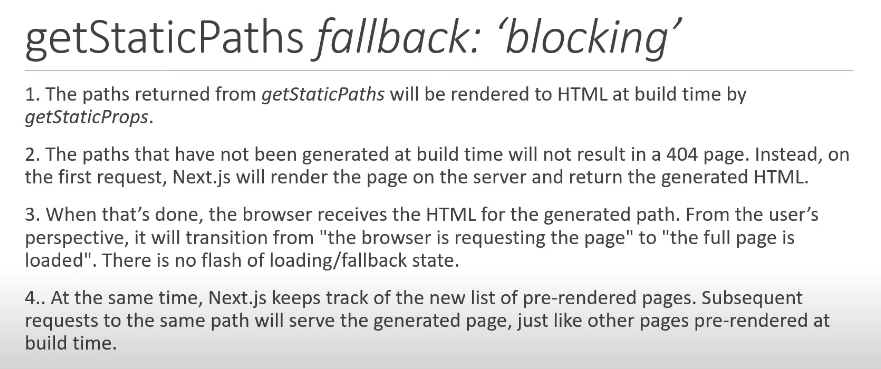 getStaticPaths fallback: ‘blocking’
1. The paths returned from getStaticPaths will be rendered to HTML at build time by
getStaticProps.
2. The paths that have not been generated at build time will not result in a 404 page. Instead, on
the first request, Next.js will render the page on the server and return the generated HTML.
3. When that’s done, the browser receives the HTML for the generated path. From the user’s
perspective, it will transition from "the browser is requesting the page" to "the full page is
loaded". There is no flash of loading/fallback state.
4.. At the same time, Next.js keeps track of the new list of pre-rendered pages. Subsequent
requests to the same path will serve the generated page, just like other pages pre-rendered at
build time.